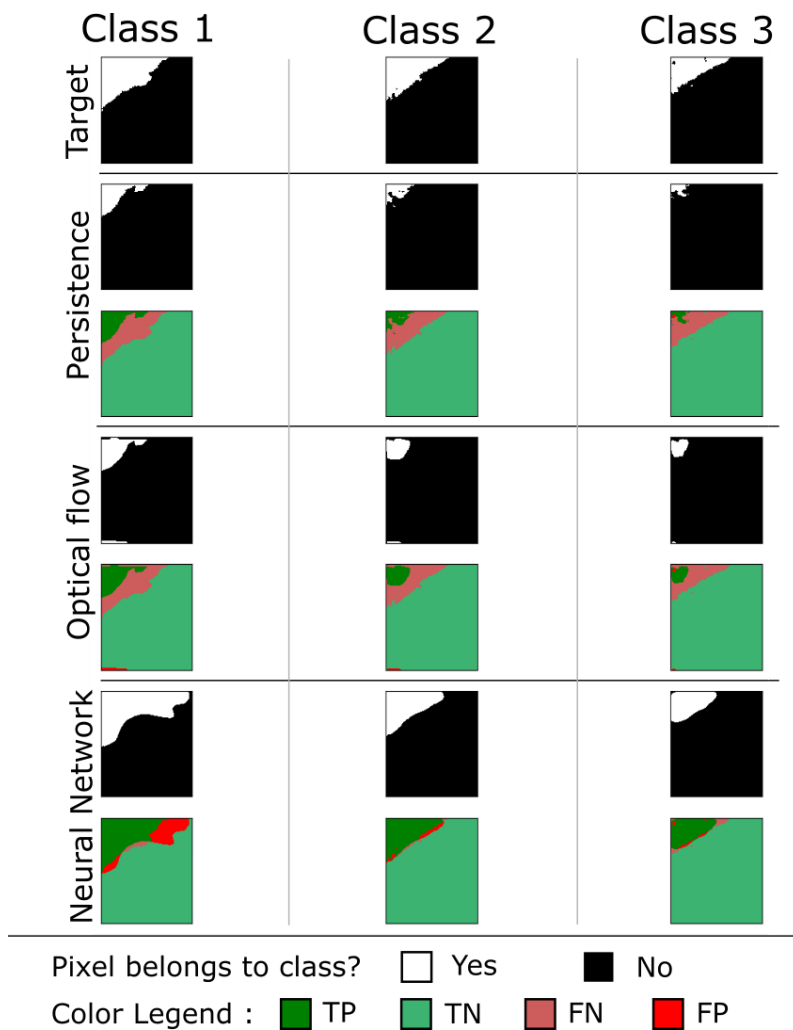 Class 1 Class 2 Class 3
Target
Persistence
Optical flow
Neural Network
Pixel belongs to class? Yes No
Color Legend : TP TN FN FP